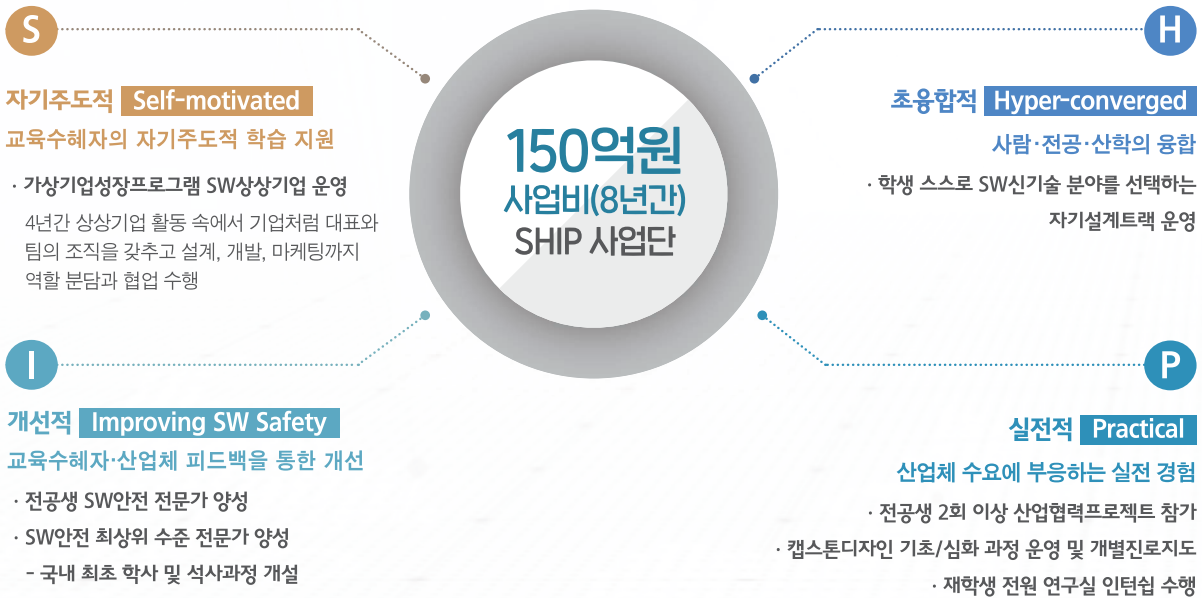 S
자기주도적 Self-motivated
교육수혜자의 자기주도적 학습 지원
· 가상기업성장프로그램 SW상상기업 운영
4년간 상상기업 활동 속에서 기업처럼 대표와
팀의 조직을 갖추고 설계, 개발, 마케팅까지
역할 분담과 협업 수행
150억원
사업비(8년간)
SHIP 사업단
H
초융합적 Hyper-converged
사람·전공·산학의 융합
· 학생 스스로 SW신기술 분야를 선택하는
자기설계트랙 운영
I
개선적 Improving SW Safety
교육수혜자·산업체 피드백을 통한 개선
· 전공생 SW안전 전문가 양성
· SW안전 최상위 수준 전문가 양성
- 국내 최초 학사 및 석사과정 개설
P
실전적 Practical
산업체 수요에 부응하는 실전 경험
· 전공생 2회 이상 산업협력프로젝트 참가
· 캡스톤디자인 기초/심화 과정 운영 및 개별진로지도
· 재학생 전원 연구실 인턴쉽 수행